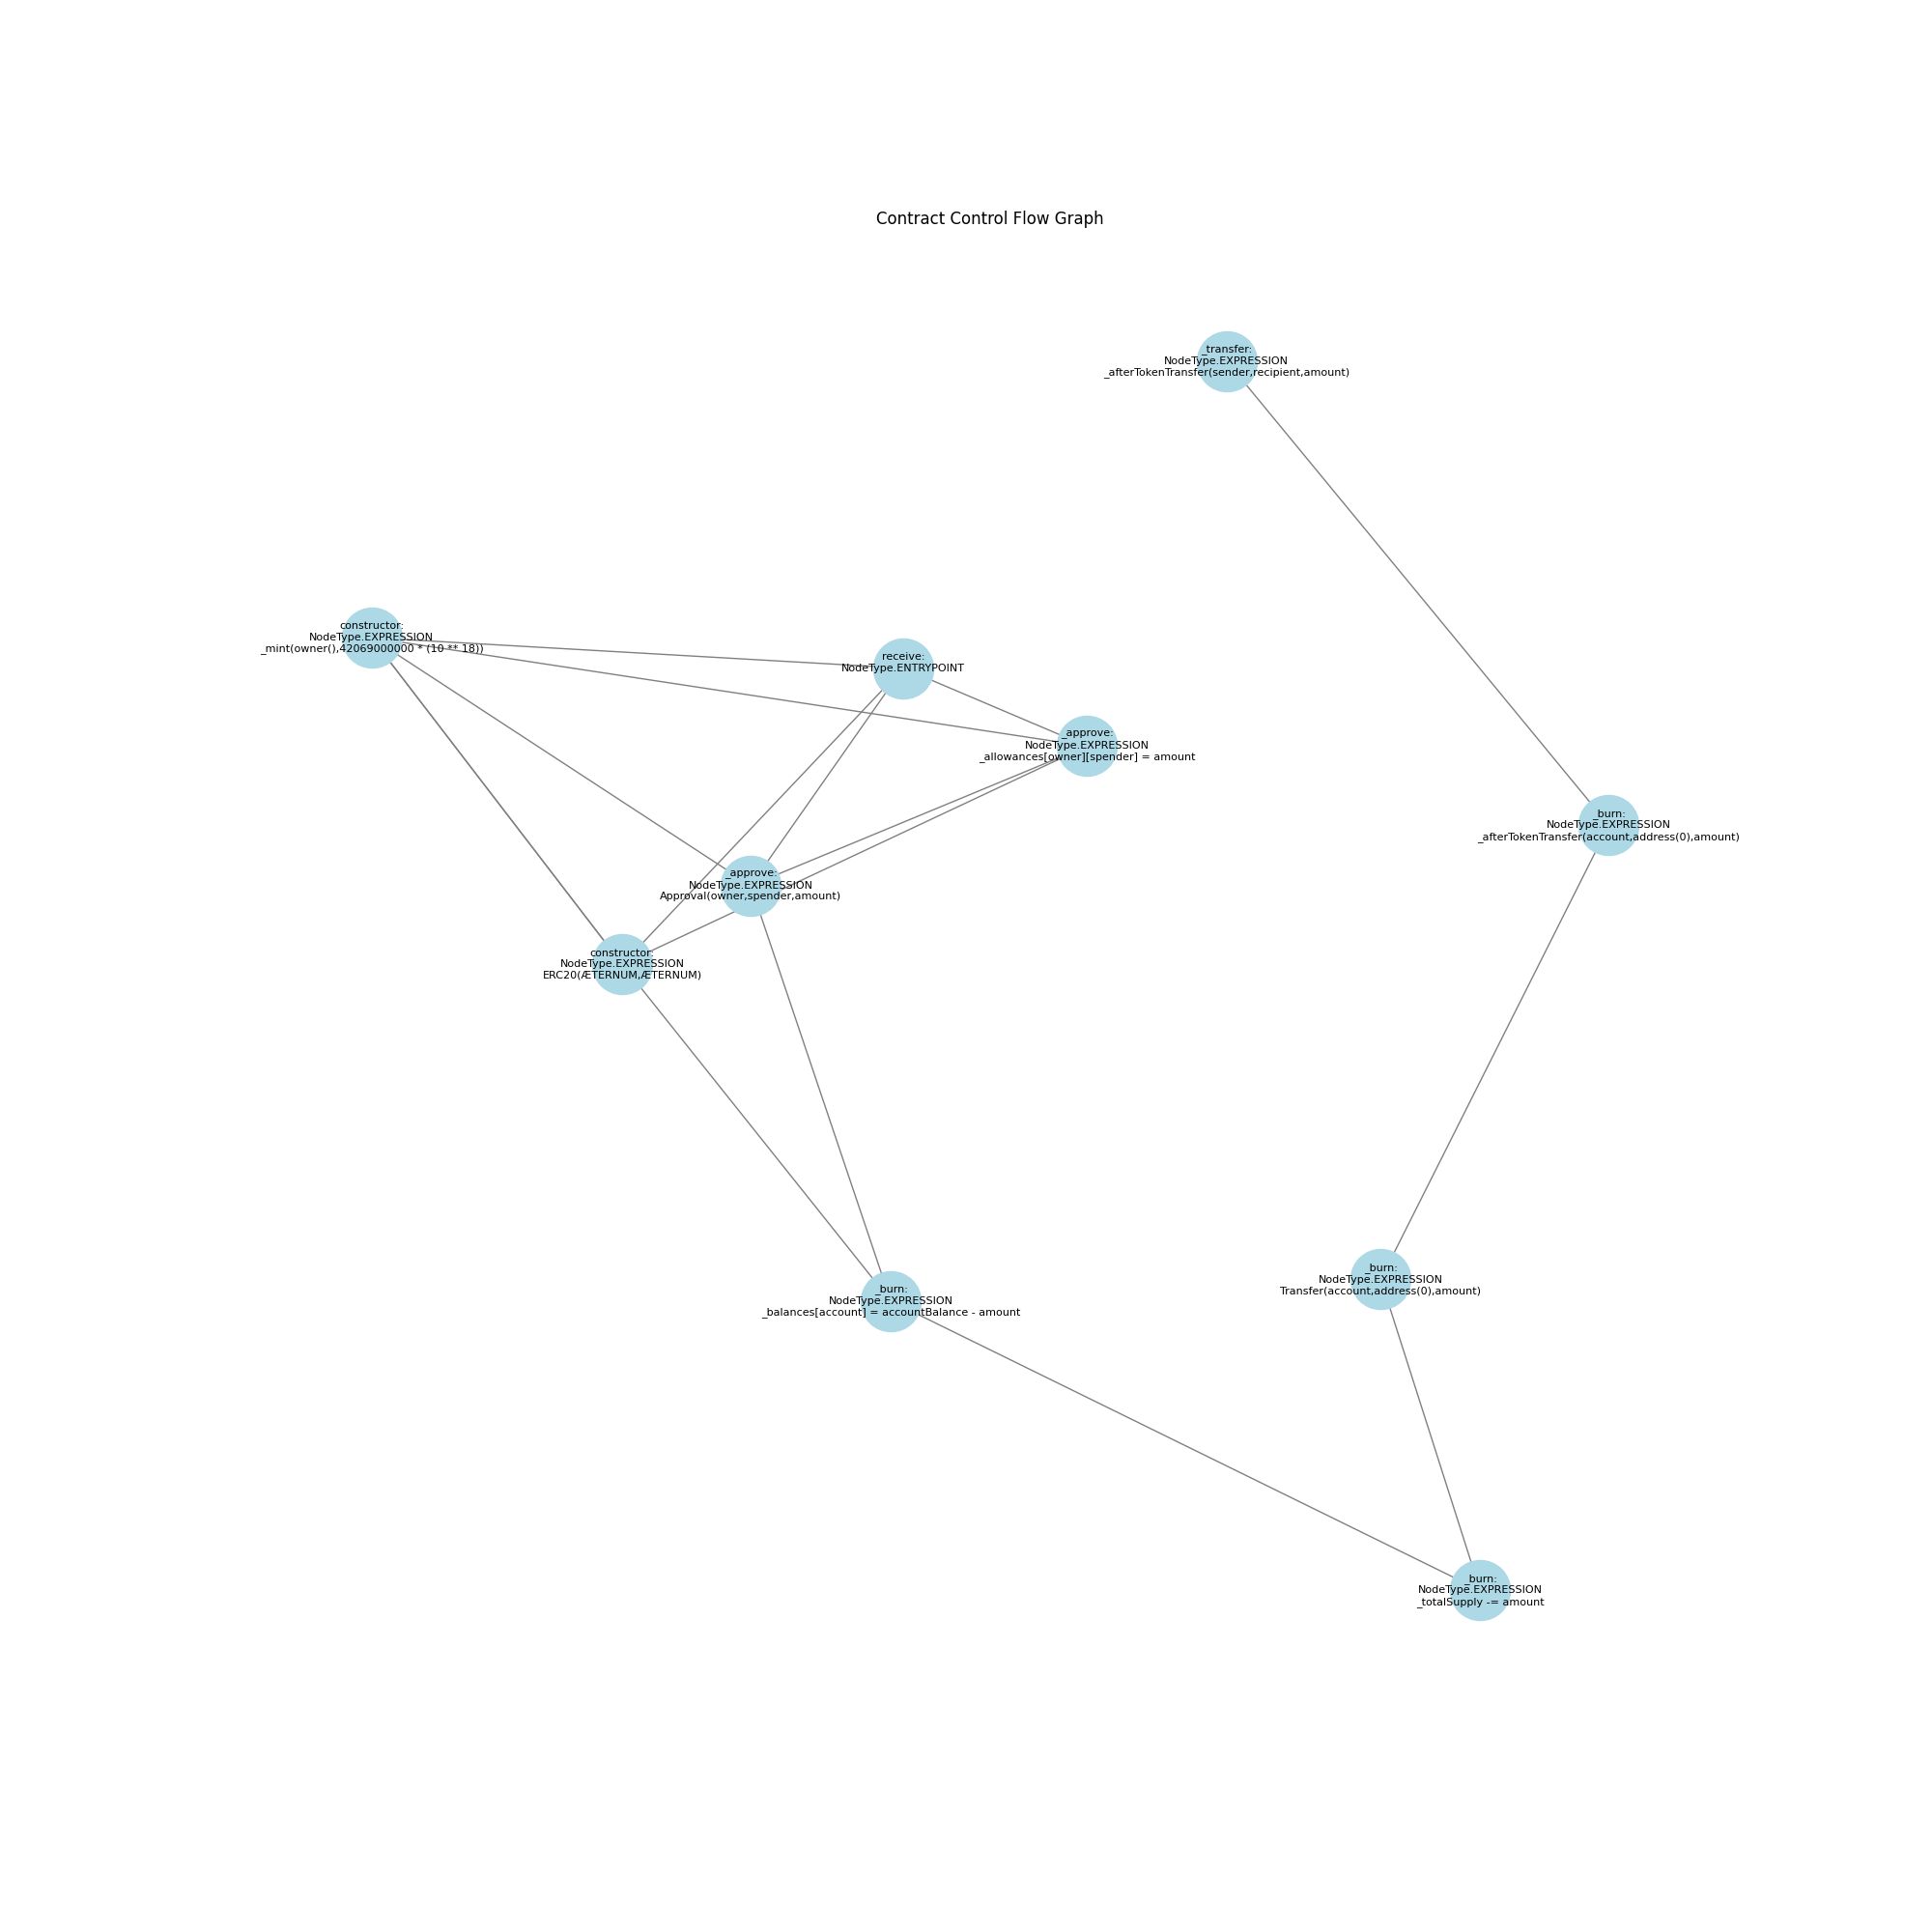 Contract Control Flow Graph
_transfer:
NodeType.EXPRESSION
_afterTokenTransfer(sender,recipient,amount)
constructor:
NodeType.EXPRESSION
_mint(owner(),42069000000 * (10 ** 18))
receive:
NodeType.ENTRYPOINT
_approve:
NodeType.EXPRESSION
_allowances[owner][spender] = amount
_burn:
NodeType.EXPRESSION
_afterTokenTransfer(account,address(0),amount)
_approve:
NodeType.EXPRESSION
Approval(owner,spender,amount)
constructor:
NodeType.EXPRESSION
ERC20(ÆTERNUM,ÆTERNUM)
_burn:
NodeType.EXPRESSION
Transfer(account,address(0),amount)
_burn:
NodeType.EXPRESSION
_balances[account] = accountBalance - amount
_burn:
NodeType.EXPRESSION
_totalSupply -= amount